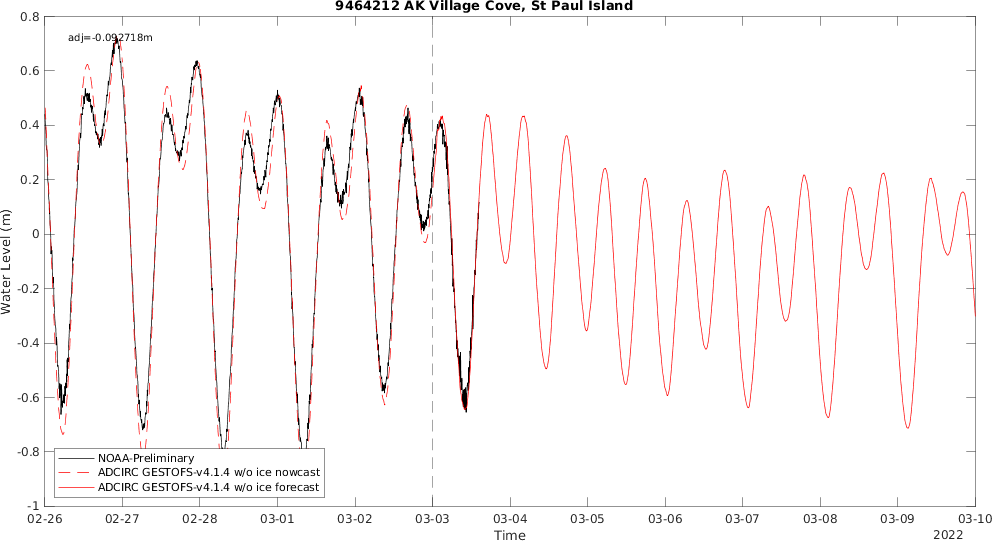 9464212 AK Village Cove, St Paul Island
adj=-0.092718m
0.8
0.6
0.4
0.2
0
-0.2
-0.4
-0.6
-0.8
-1
Water Level (m)
NOAA-Preliminary
ADCIRC GESTOFS-v4.1.4 w/o ice nowcast
ADCIRC GESTOFS-v4.1.4 w/o ice forecast
02-26 02-27 02-28 03-01 03-02 03-03 03-04 03-05 03-06 03-07 03-08 03-09 03-10
Time
2022